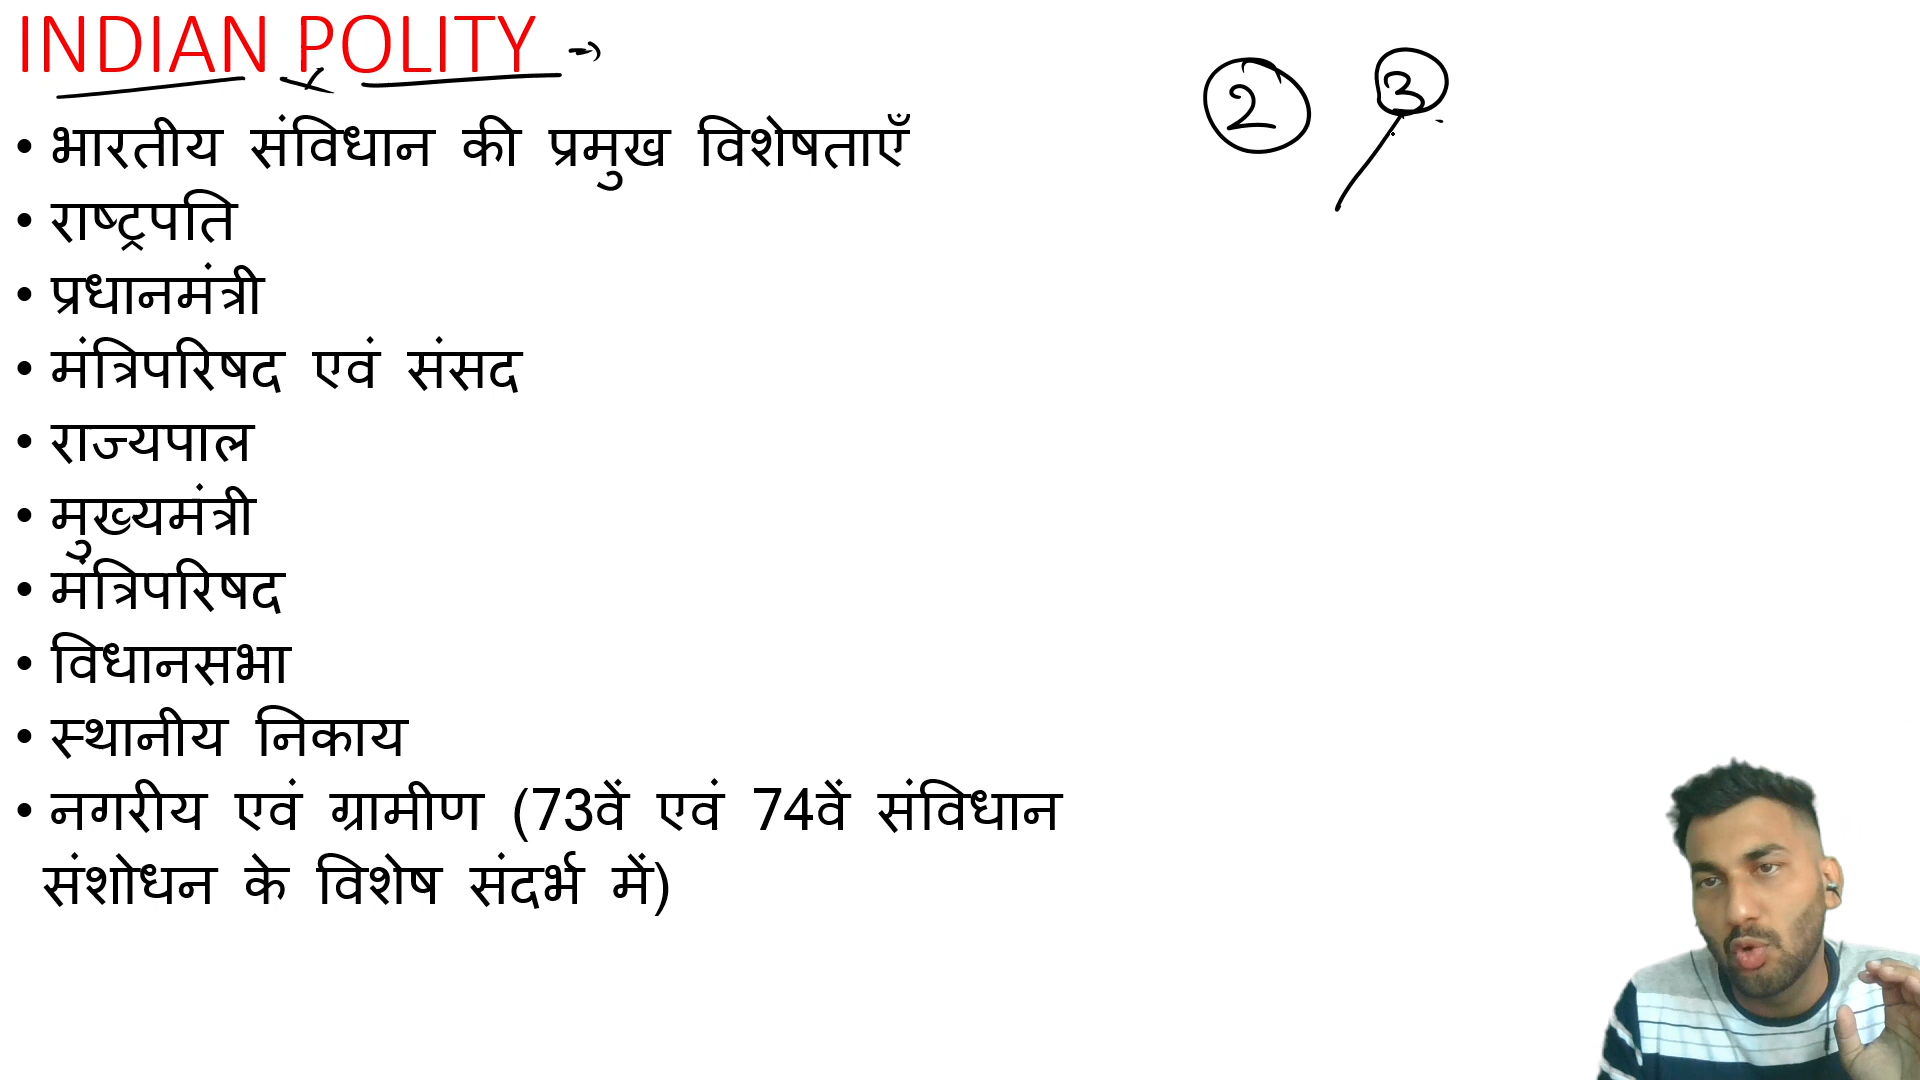 INDIAN POLITY
2 3
• भारतीय संविधान की प्रमुख विशेषताएँ
• राष्ट्रपति
• प्रधानमंत्री
• मंत्रिपरिषद एवं संसद
• राज्यपाल
• मुख्यमंत्री
• मंत्रिपरिषद
• विधानसभा
• स्थानीय निकाय
• नगरीय एवं ग्रामीण (73वें एवं 74वें संविधान
संशोधन के विशेष संदर्भ में)